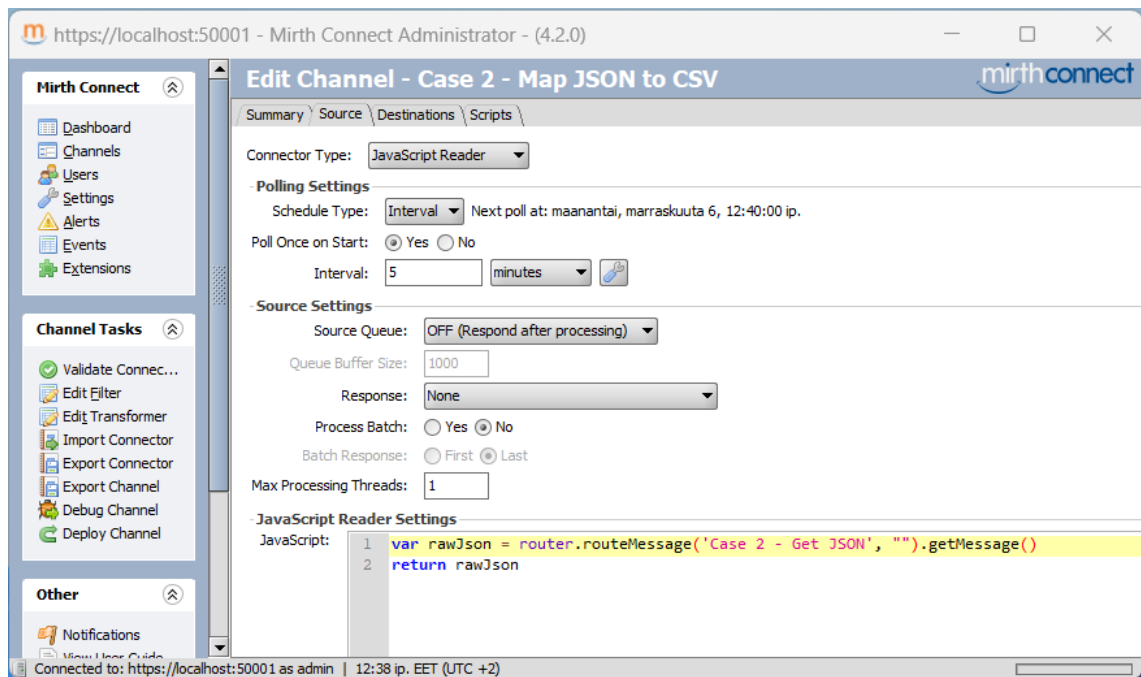 https://localhost:50001 - Mirth Connect Administrator - (4.2.0)
Mirth Connect
Dashboard
Channels
Users
Settings
Alerts
Events
Extensions
Channel Tasks
Validate Connec...
Edit Filter
Edit Transformer
Import Connector
Export Connector
Export Channel
Debug Channel
Deploy Channel
Other
Notifications
View User Guide
Edit Channel - Case 2 - Map JSON to CSV
mirthconnect
Summary Source Destinations Scripts
Connector Type: JavaScript Reader
Polling Settings
Schedule Type: Interval Next poll at: maanantai, marraskuuta 6, 12:40:00 ip.
Poll Once on Start: Yes No
Interval: 5 minutes
Source Settings
Source Queue: OFF (Respond after processing)
Queue Buffer Size: 1000
Response: None
Process Batch: Yes No
Batch Response: First Last
Max Processing Threads: 1
JavaScript Reader Settings
JavaScript: 1 var rawJson = router.routeMessage('Case 2 - Get JSON', "").getMessage()
2 return rawJson
Connected to: https://localhost:50001 as admin | 12:38 ip. EET (UTC +2)